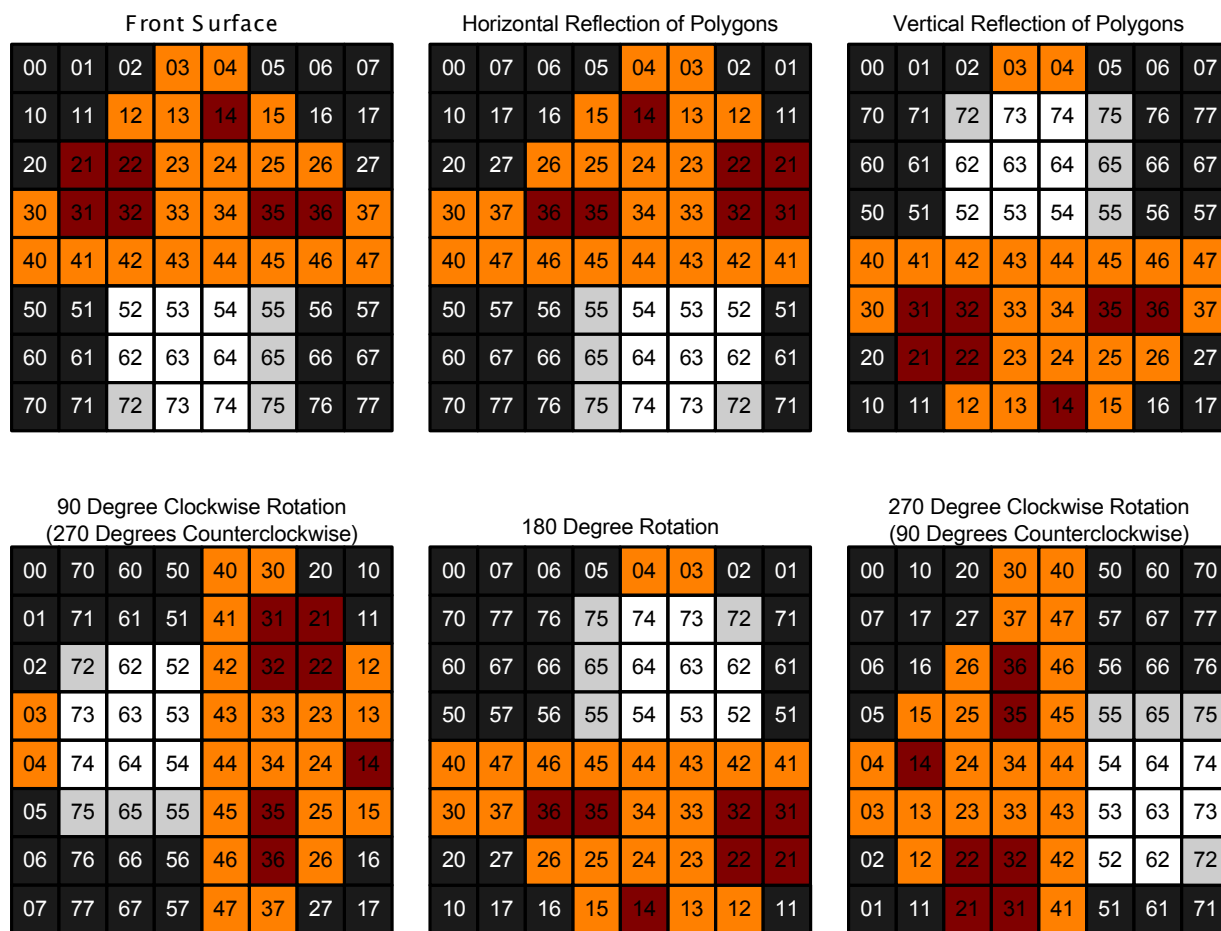 Front Surface
Horizontal Reflection of Polygons
Vertical Reflection of Polygons
00 01 02 03 04 05 06 07
00 07 06 05 04 03 02 01
00 01 02 03 04 05 06 07
10 11 12 13 14 15 16 17
10 17 16 15 14 13 12 11
70 71 72 73 74 75 76 77
20 21 22 23 24 25 26 27
20 27 26 25 24 23 22 21
60 61 62 63 64 65 66 67
30 31 32 33 34 35 36 37
30 37 36 35 34 33 32 31
50 51 52 53 54 55 56 57
40 41 42 43 44 45 46 47
40 47 46 45 44 43 42 41
40 41 42 43 44 45 46 47
50 51 52 53 54 55 56 57
50 57 56 55 54 53 52 51
30 31 32 33 34 35 36 37
60 61 62 63 64 65 66 67
60 67 66 65 64 63 62 61
20 21 22 23 24 25 26 27
70 71 72 73 74 75 76 77
70 77 76 75 74 73 72 71
10 11 12 13 14 15 16 17
90 Degree Clockwise Rotation
(270 Degrees Counterclockwise)
180 Degree Rotation
270 Degree Clockwise Rotation
(90 Degrees Counterclockwise)
00 70 60 50 40 30 20 10
00 07 06 05 04 03 02 01
00 10 20 30 40 50 60 70
01 71 61 51 41 31 21 11
70 77 76 75 74 73 72 71
07 17 27 37 47 57 67 77
02 72 62 52 42 32 22 12
60 67 66 65 64 63 62 61
06 16 26 36 46 56 66 76
03 73 63 53 43 33 23 13
50 57 56 55 54 53 52 51
05 15 25 35 45 55 65 75
04 74 64 54 44 34 24 14
40 47 46 45 44 43 42 41
04 14 24 34 44 54 64 74
05 75 65 55 45 35 25 15
30 37 36 35 34 33 32 31
03 13 23 33 43 53 63 73
06 76 66 56 46 36 26 16
20 27 26 25 24 23 22 21
02 12 22 32 42 52 62 72
07 77 67 57 47 37 27 17
10 17 16 15 14 13 12 11
01 11 21 31 41 51 61 71